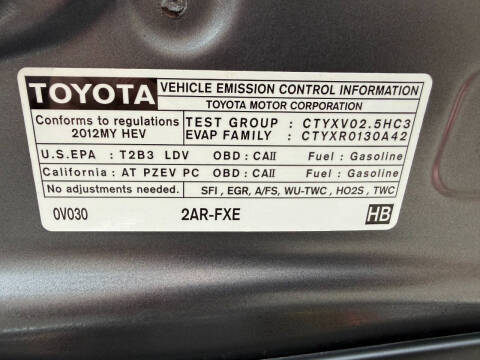 TOYOTA VEHICLE EMISSION CONTROL INFORMATION
TOYOTA MOTOR CORPORATION
Conforms to regulations
2012MY HEV
TEST GROUP : CTYXV02.5HC3
EVAP FAMILY : CTYXR0130A42
U.S.EPA : T2B3 LDV OBD : CAII Fuel : Gasoline
California : AT PZEV PC OBD : CAII Fuel : Gasoline
No adjustments needed. SFI , EGR, A/FS, WU-TWC , HO2S , TWC
0V030 2AR-FXE HB